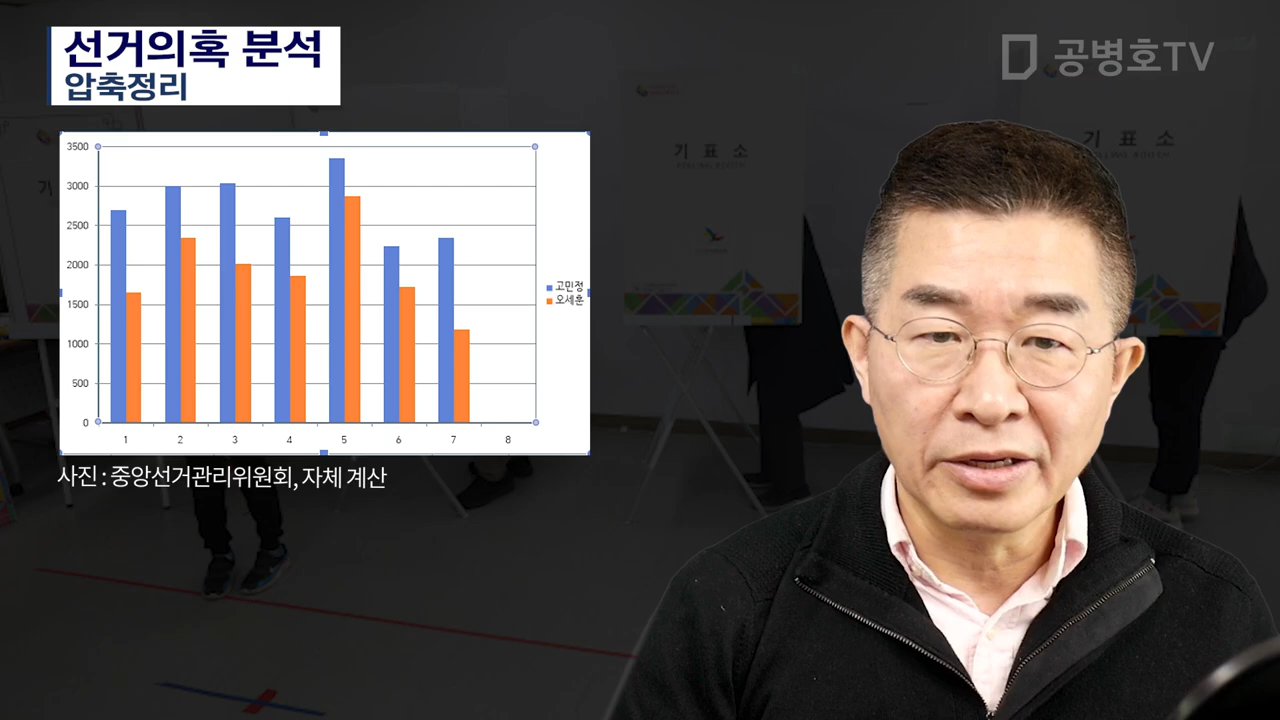 선거의혹 분석
압축정리
공병호TV
기 표 소
기 표 소
3500
3000
2500
2000
1500
1000
500
0
1 2 3 4 5 6 7 8
고민정
오세훈
사진 : 중앙선거관리위원회, 자체 계산